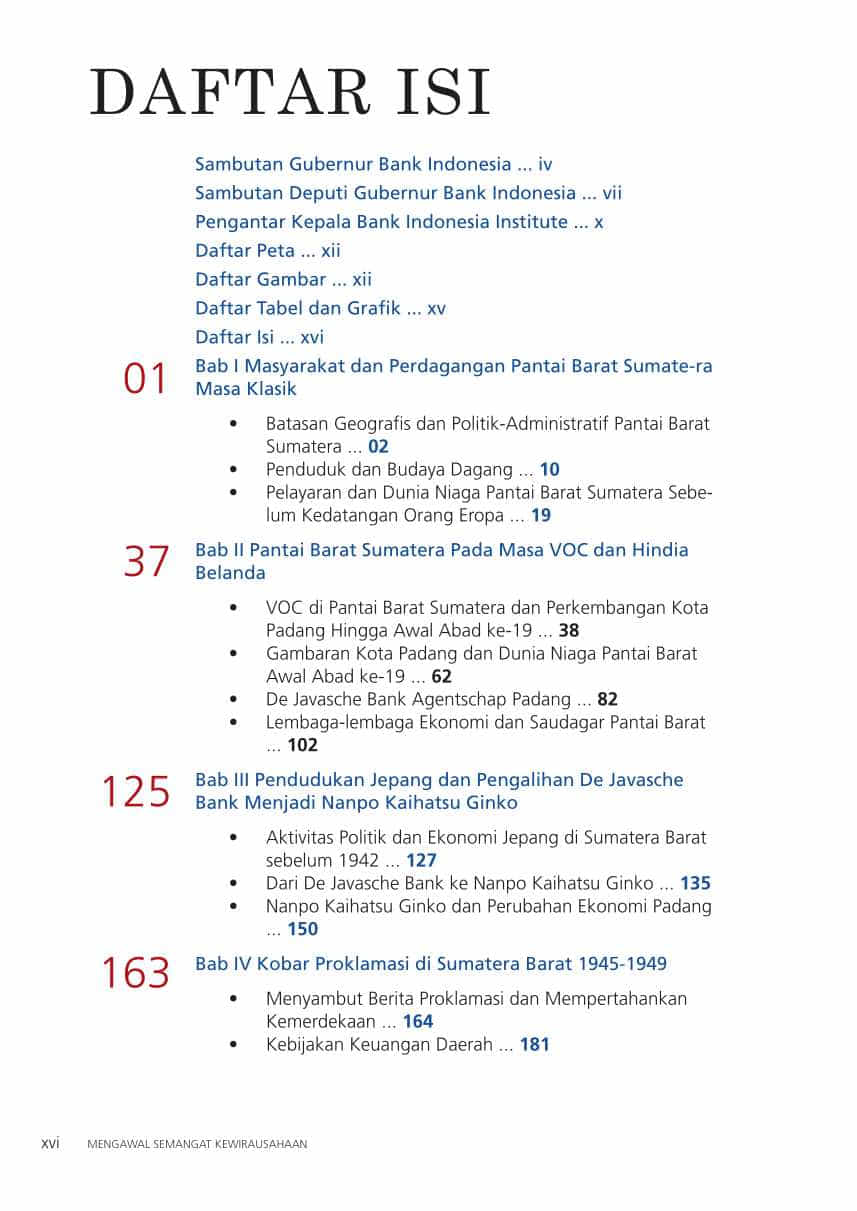 DAFTAR ISI
Sambutan Gubernur Bank Indonesia ... iv
Sambutan Deputi Gubernur Bank Indonesia ... vii
Pengantar Kepala Bank Indonesia Institute ... x
Daftar Peta ... xii
Daftar Gambar ... xii
Daftar Tabel dan Grafik ... xv
Daftar Isi ... xvi
01 Bab I Masyarakat dan Perdagangan Pantai Barat Sumate-ra
Masa Klasik
• Batasan Geografis dan Politik-Administratif Pantai Barat
Sumatera ... 02
• Penduduk dan Budaya Dagang ... 10
• Pelayaran dan Dunia Niaga Pantai Barat Sumatera Sebe-
lum Kedatangan Orang Eropa ... 19
37 Bab II Pantai Barat Sumatera Pada Masa VOC dan Hindia
Belanda
• VOC di Pantai Barat Sumatera dan Perkembangan Kota
Padang Hingga Awal Abad ke-19 ... 38
• Gambaran Kota Padang dan Dunia Niaga Pantai Barat
Awal Abad ke-19 ... 62
• De Javasche Bank Agentschap Padang ... 82
• Lembaga-lembaga Ekonomi dan Saudagar Pantai Barat
... 102
125 Bab III Pendudukan Jepang dan Pengalihan De Javasche
Bank Menjadi Nanpo Kaihatsu Ginko
• Aktivitas Politik dan Ekonomi Jepang di Sumatera Barat
sebelum 1942 ... 127
• Dari De Javasche Bank ke Nanpo Kaihatsu Ginko ... 135
• Nanpo Kaihatsu Ginko dan Perubahan Ekonomi Padang
... 150
163 Bab IV Kobar Proklamasi di Sumatera Barat 1945-1949
• Menyambut Berita Proklamasi dan Mempertahankan
Kemerdekaan ... 164
• Kebijakan Keuangan Daerah ... 181
xvi MENGAWAL SEMANGAT KEWIRAUSAHAAN